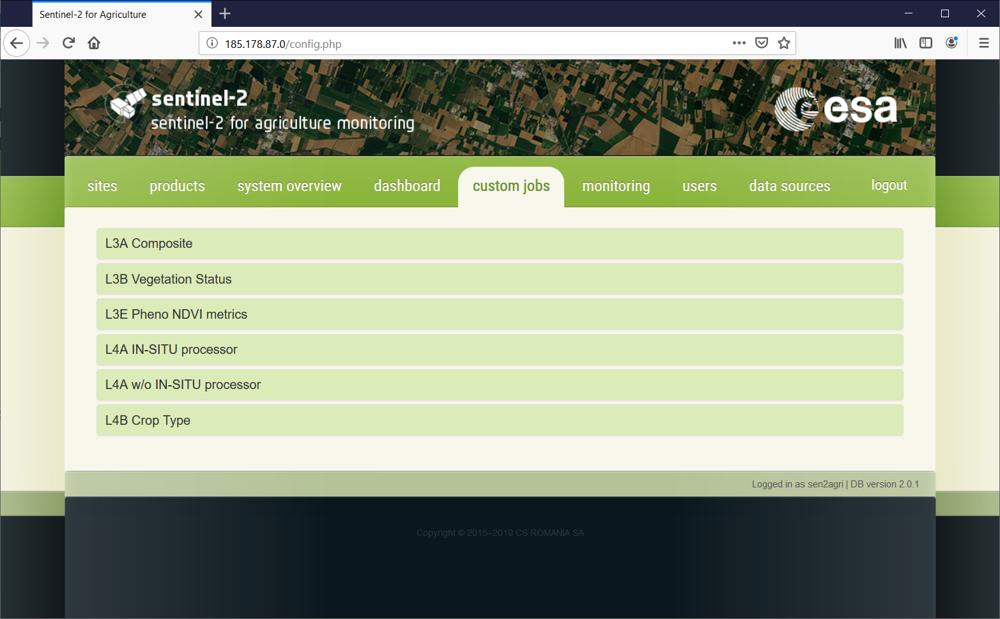 Sentinel-2 for Agriculture
185.178.87.0/config.php
sentinel-2
sentinel-2 for agriculture monitoring
esa
sites products system overview dashboard custom jobs monitoring users data sources logout
L3A Composite
L3B Vegetation Status
L3E Pheno NDVI metrics
L4A IN-SITU processor
L4A w/o IN-SITU processor
L4B Crop Type
Logged in as sen2agri | DB version 2.0.1
Copyright © 2015–2019 CS ROMANIA SA